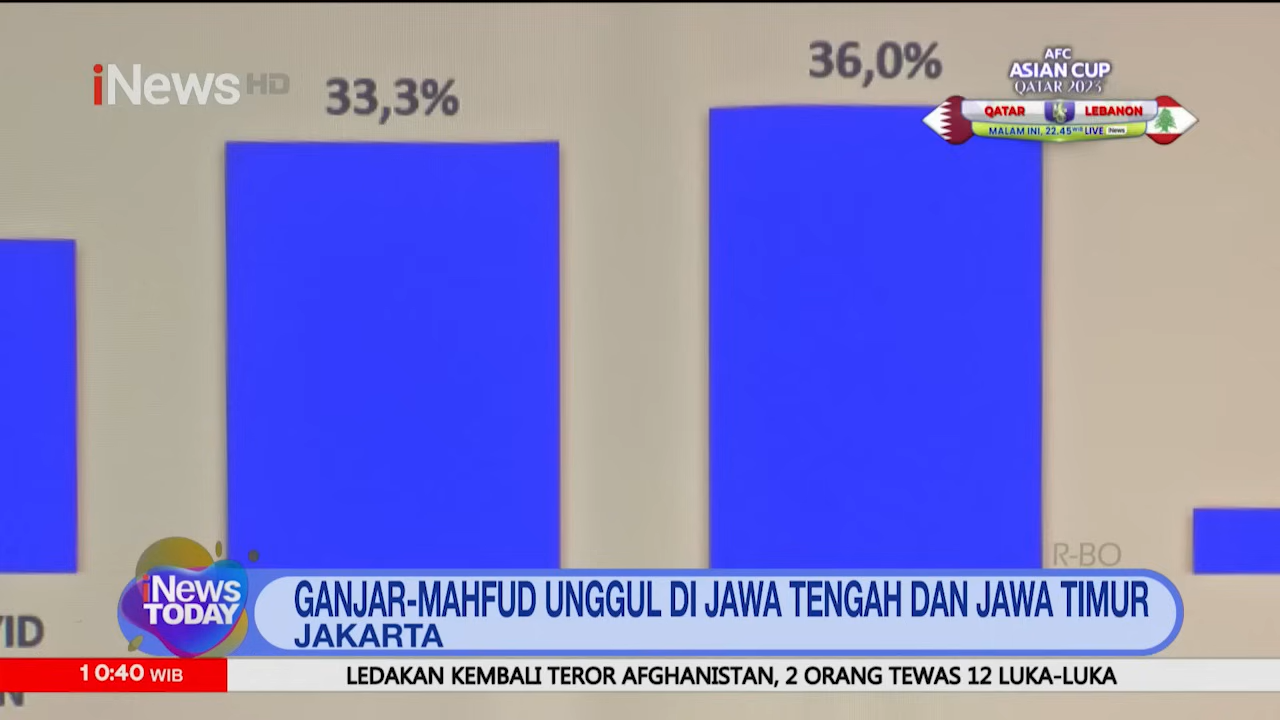 iNews HD
33,3%
36,0%
AFC
ASIAN CUP
QATAR 2023
QATAR
LEBANON
MALAM INI, 22.45 WIB LIVE iNews
R-BO
iNews
TODAY
GANJAR-MAHFUD UNGGUL DI JAWA TENGAH DAN JAWA TIMUR
JAKARTA
10:40 WIB
LEDAKAN KEMBALI TEROR AFGHANISTAN, 2 ORANG TEWAS 12 LUKA-LUKA